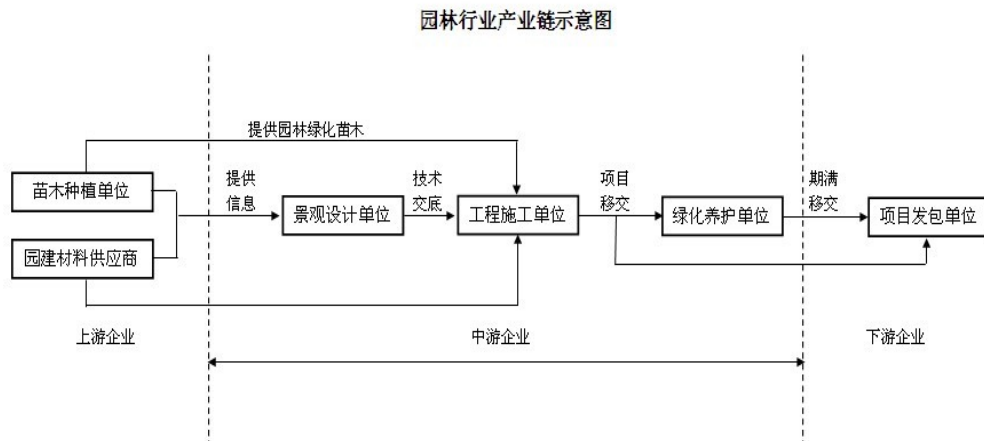 园林行业产业链示意图
提供园林绿化苗木
苗木种植单位
提供
信息
景观设计单位
技术
交底
工程施工单位
项目
移交
绿化养护单位
期满
移交
项目发包单位
园建材料供应商
上游企业
中游企业
下游企业